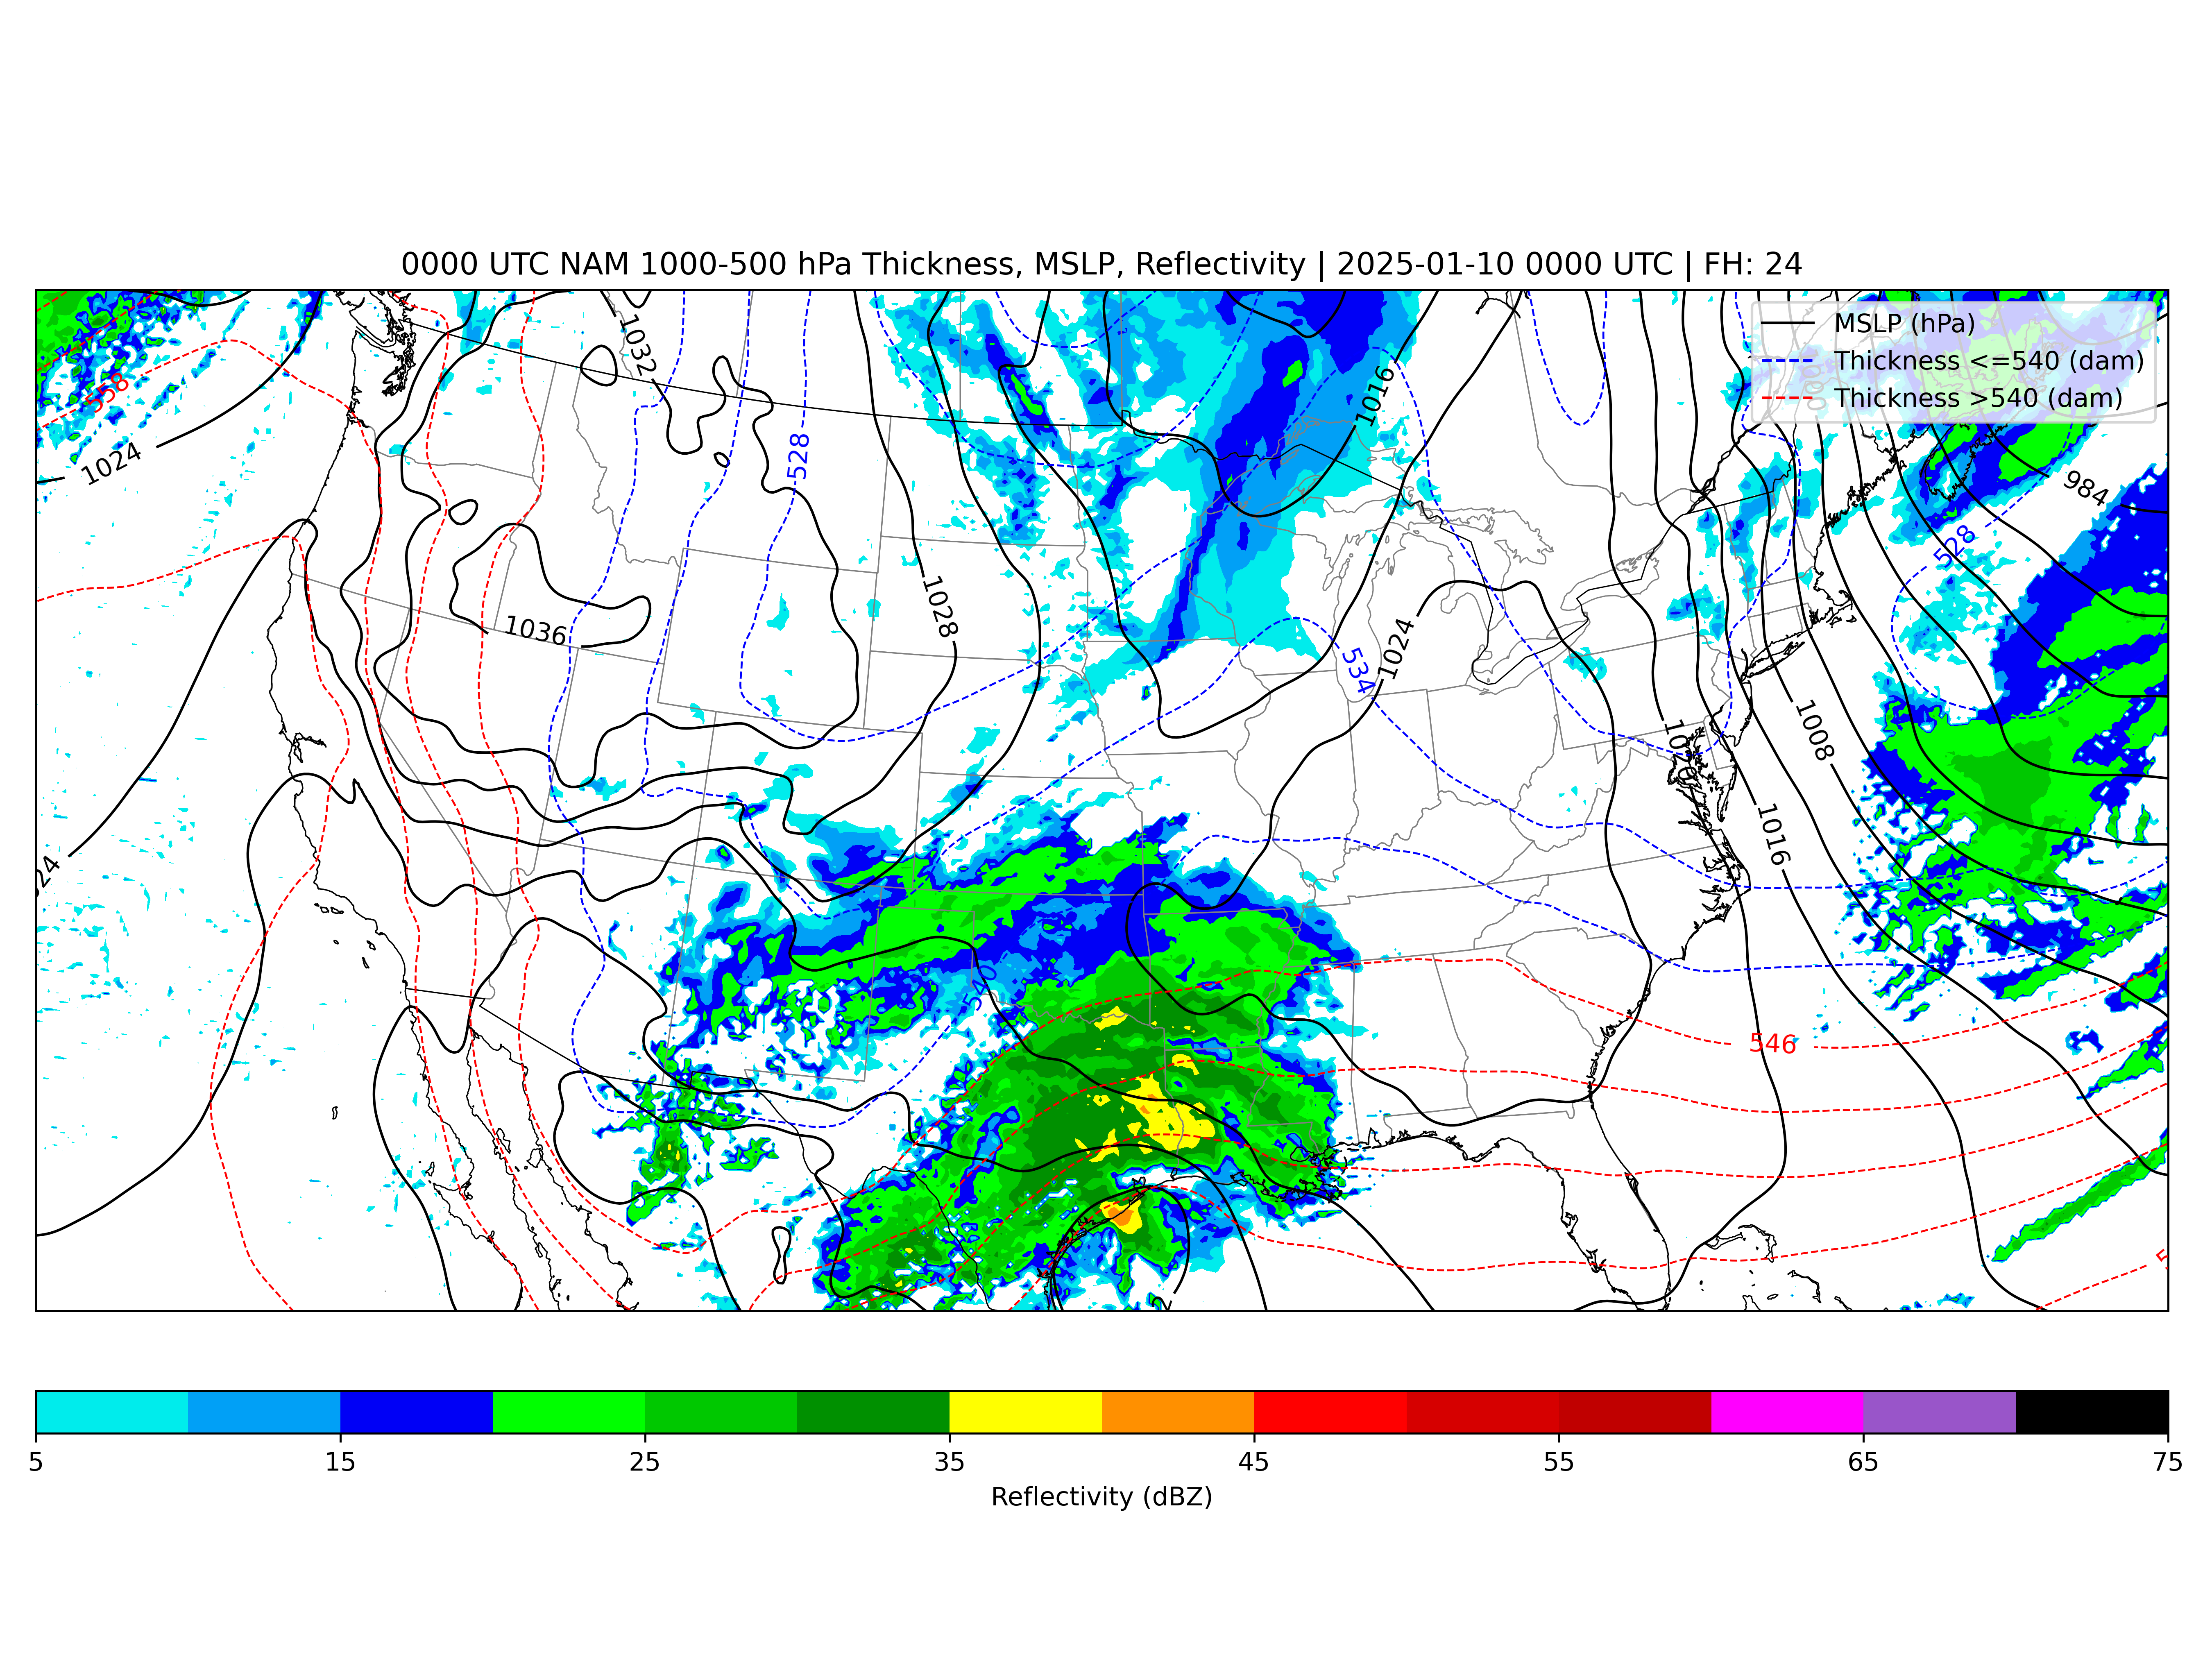 0000 UTC NAM 1000-500 hPa Thickness, MSLP, Reflectivity | 2025-01-10 0000 UTC | FH: 24
MSLP (hPa)
Thickness <=540 (dam)
Thickness >540 (dam)
1032
1016
558
1024
528
984
528
1028
1036
1024
534
1008
1020
1016
24
540
546
5 15 25 35 45 55 65 75
Reflectivity (dBZ)